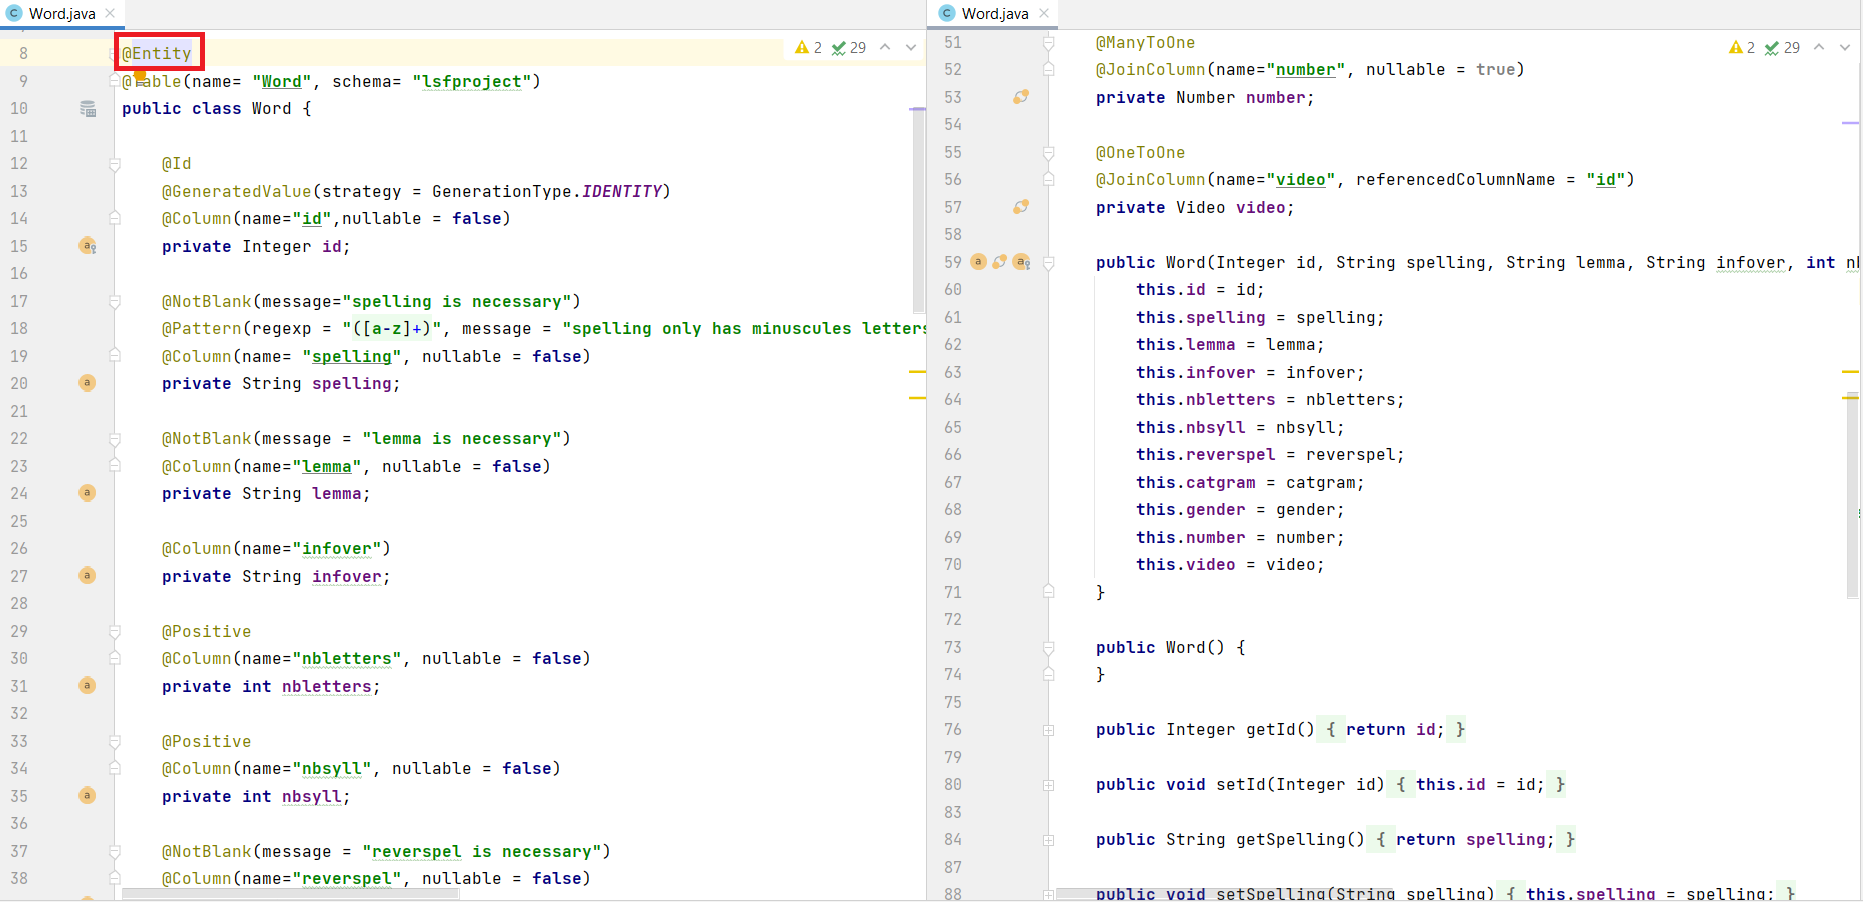 Word.java
2 29
8 @Entity
9 @Table(name= "Word", schema= "lsfproject")
10 public class Word {
11
12 @Id
13 @GeneratedValue(strategy = GenerationType.IDENTITY)
14 @Column(name="id",nullable = false)
15 private Integer id;
16
17 @NotBlank(message="spelling is necessary")
18 @Pattern(regexp = "([a-z]+)", message = "spelling only has minuscules letters
19 @Column(name= "spelling", nullable = false)
20 private String spelling;
21
22 @NotBlank(message = "lemma is necessary")
23 @Column(name="lemma", nullable = false)
24 private String lemma;
25
26 @Column(name="infover")
27 private String infover;
28
29 @Positive
30 @Column(name="nbletters", nullable = false)
31 private int nbletters;
32
33 @Positive
34 @Column(name="nbsyll", nullable = false)
35 private int nbsyll;
36
37 @NotBlank(message = "reverspel is necessary")
38 @Column(name="reverspel", nullable = false)
Word.java
2 29
51 @ManyToOne
52 @JoinColumn(name="number", nullable = true)
53 private Number number;
54
55 @OneToOne
56 @JoinColumn(name="video", referencedColumnName = "id")
57 private Video video;
58
59 public Word(Integer id, String spelling, String lemma, String infover, int
60 this.id = id;
61 this.spelling = spelling;
62 this.lemma = lemma;
63 this.infover = infover;
64 this.nbletters = nbletters;
65 this.nbsyll = nbsyll;
66 this.reverspel = reverspel;
67 this.catgram = catgram;
68 this.gender = gender;
69 this.number = number;
70 this.video = video;
71 }
72
73 public Word() {
74 }
75
76 public Integer getId() { return id; }
79
80 public void setId(Integer id) { this.id = id; }
83
84 public String getSpelling() { return spelling; }
87
88 public void setSpelling(String spelling) { this.spelling = spelling; }